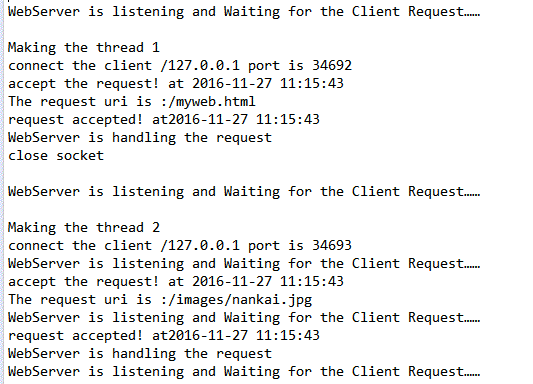 WebServer is listening and Waiting for the Client Request……
Making the thread 1
connect the client /127.0.0.1 port is 34692
accept the request! at 2016-11-27 11:15:43
The request uri is :/myweb.html
request accepted! at2016-11-27 11:15:43
WebServer is handling the request
close socket
WebServer is listening and Waiting for the Client Request……
Making the thread 2
connect the client /127.0.0.1 port is 34693
WebServer is listening and Waiting for the Client Request……
accept the request! at 2016-11-27 11:15:43
The request uri is :/images/nankai.jpg
WebServer is listening and Waiting for the Client Request……
request accepted! at2016-11-27 11:15:43
WebServer is handling the request
WebServer is listening and Waiting for the Client Request……